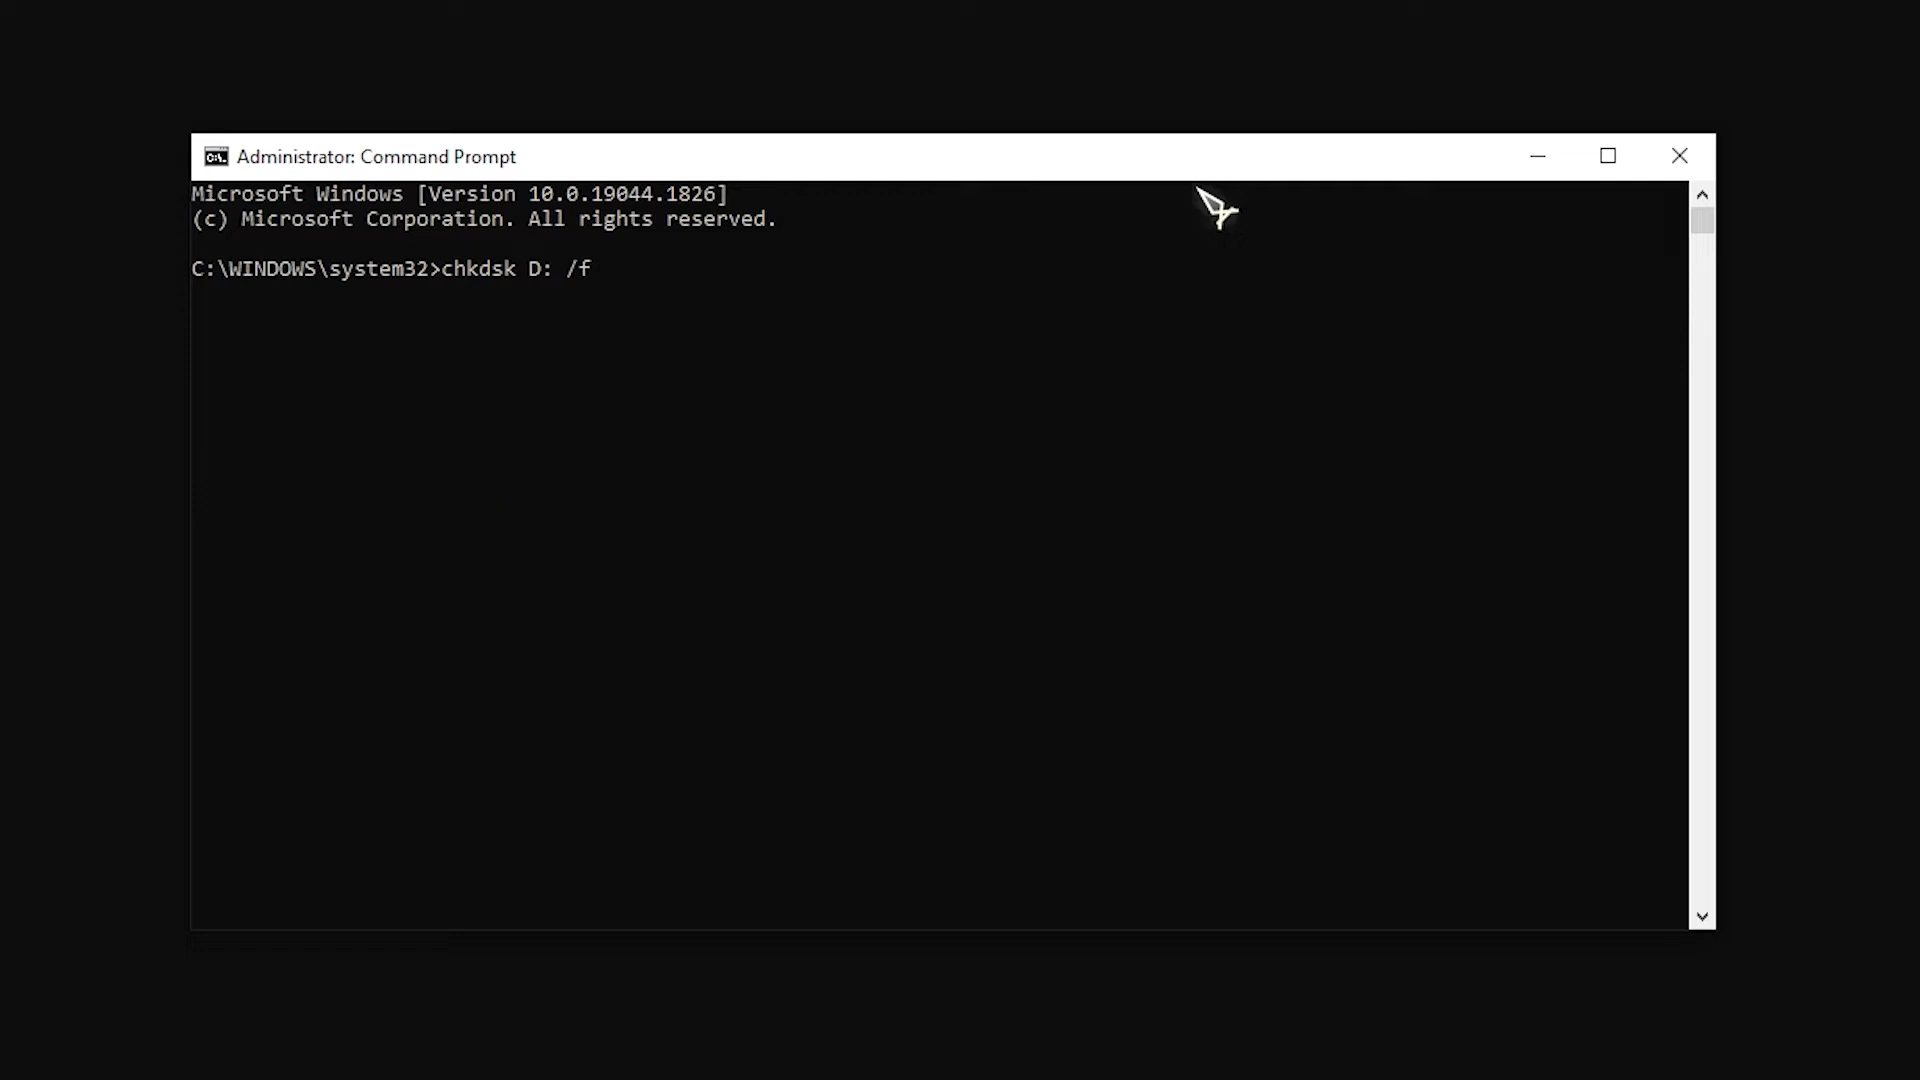 Administrator: Command Prompt
Microsoft Windows [Version 10.0.19044.1826]
(c) Microsoft Corporation. All rights reserved.
C:\WINDOWS\system32>chkdsk D: /f